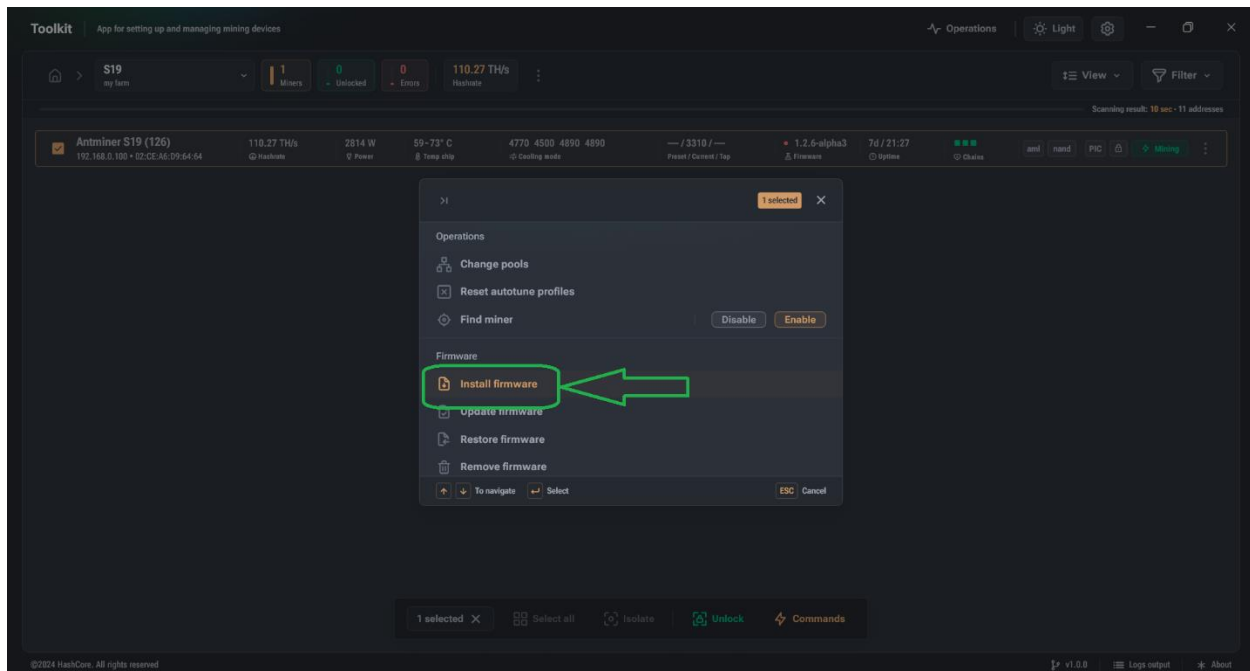 Toolkit App for setting up and managing mining devices Operations Light
S19 1 0 0 110.27 TH/s View Filter
my farm Miners Unlocked Errors Hashrate
Scanning result: 10 sec - 11 addresses
Antminer S19 (126) 110.27 TH/s 2814 W 59~73° C 4770 4500 4890 4890 — / 3310 / — 1.2.6-alpha3 7d / 21:27 aml nand PIC Mining
192.168.0.100 • 02:CE:A6:D9:64:64 Hashrate Power Temp chip Cooling mode Preset / Current / Tap Firmware Uptime Chains
1 selected
Operations
Change pools
Reset autotune profiles
Find miner Disable Enable
Firmware
Install firmware
Update firmware
Restore firmware
Remove firmware
To navigate Select ESC Cancel
1 selected Select all Isolate Unlock Commands
©2024 HashCore. All rights reserved v1.0.0 Logs output About